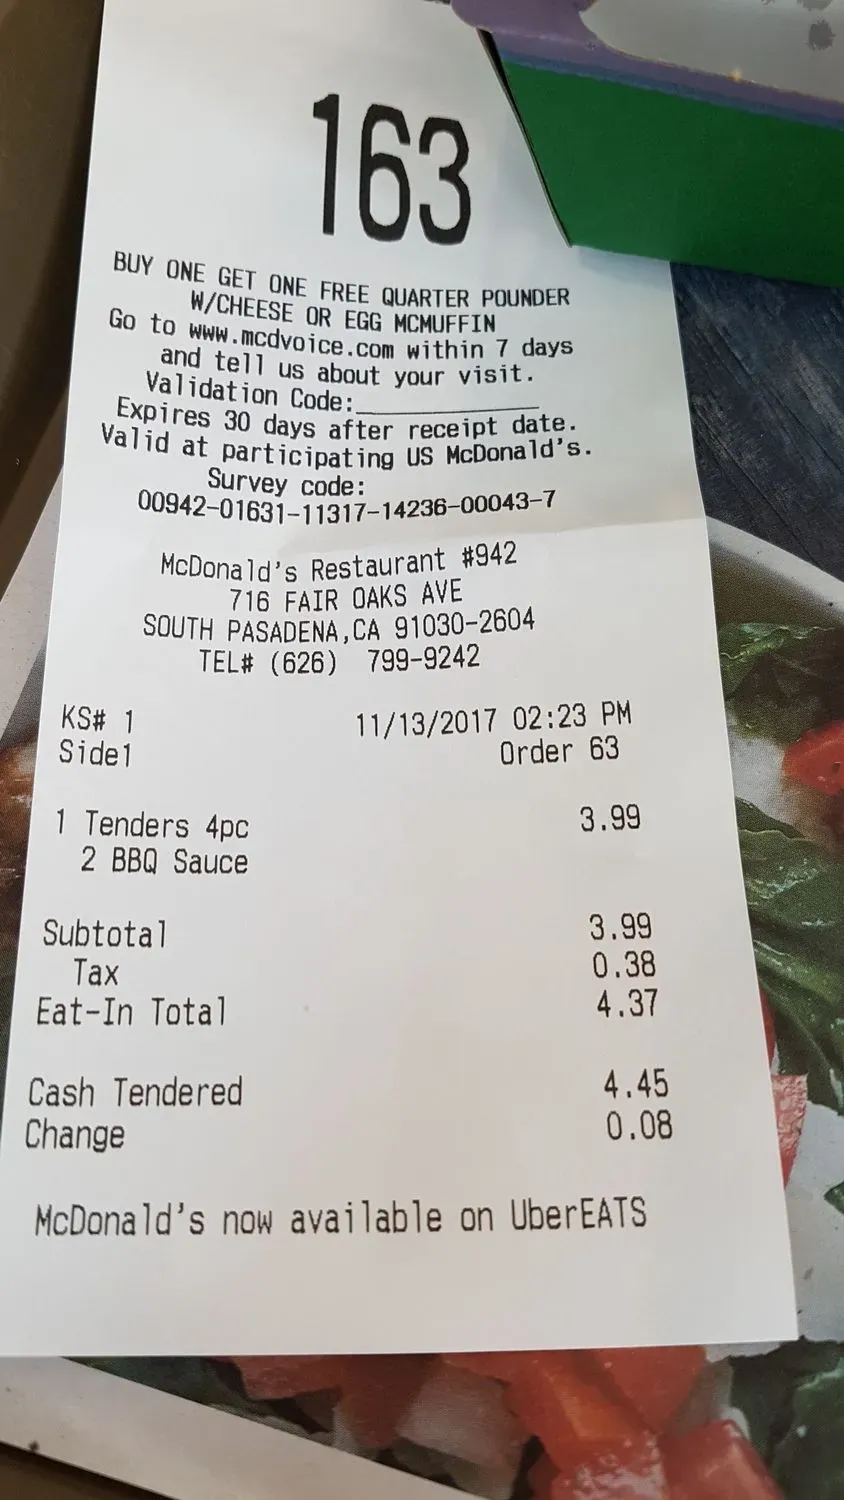 163
BUY ONE GET ONE FREE QUARTER POUNDER
W/CHEESE OR EGG MCMUFFIN
Go to www.mcdvoice.com within 7 days
and tell us about your visit.
Validation Code:______________
Expires 30 days after receipt date.
Valid at participating US McDonald's.
Survey code:
00942-01631-11317-14236-00043-7
McDonald's Restaurant #942
716 FAIR OAKS AVE
SOUTH PASADENA,CA 91030-2604
TEL# (626) 799-9242
KS# 1 11/13/2017 02:23 PM
Side1 Order 63
1 Tenders 4pc 3.99
2 BBQ Sauce
Subtotal 3.99
Tax 0.38
Eat-In Total 4.37
Cash Tendered 4.45
Change 0.08
McDonald's now available on UberEATS